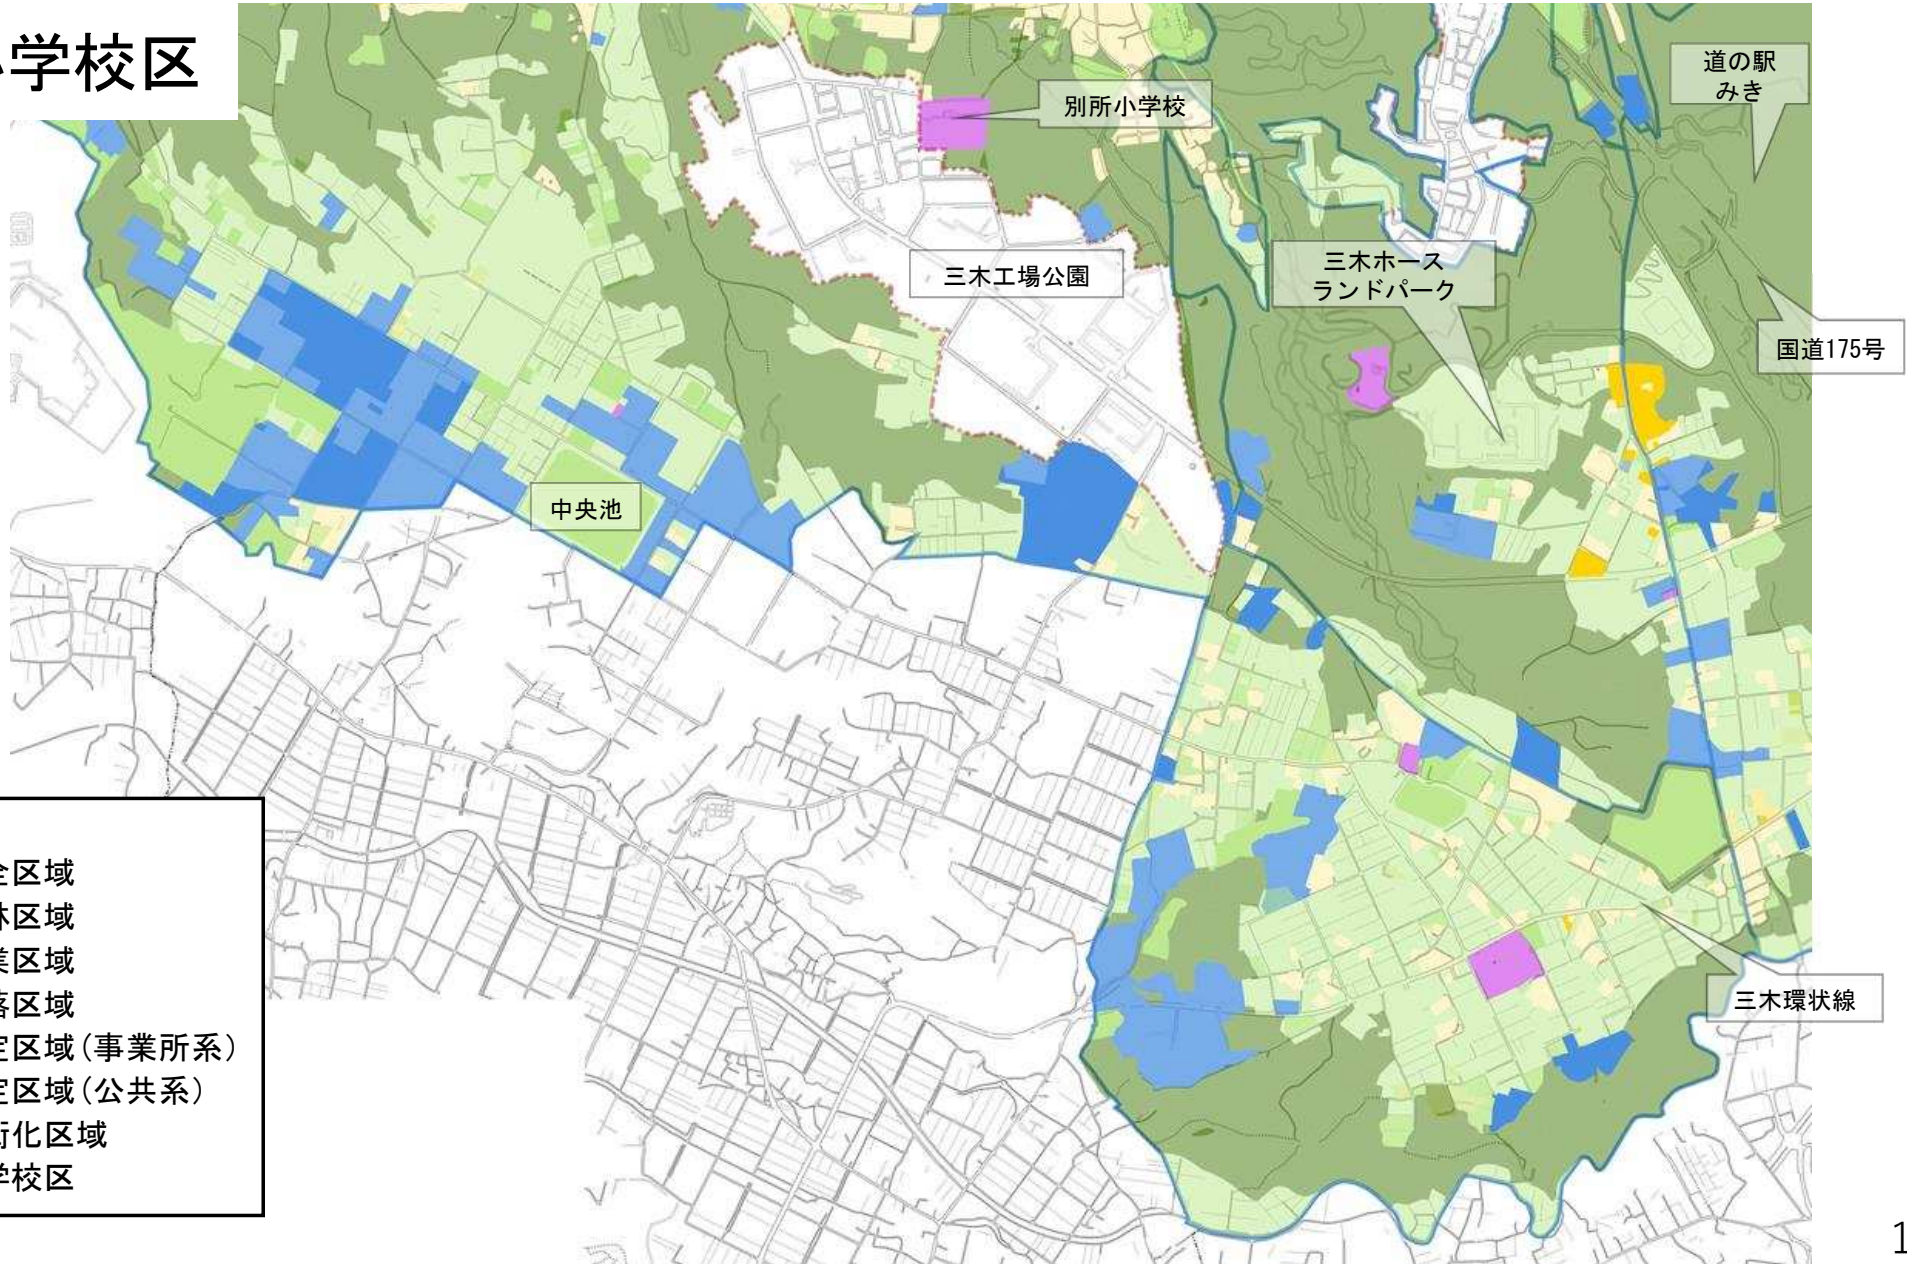 学校区
道の駅
みき
別所小学校
三木工場公園
三木ホース
ランドパーク
国道175号
中央池
全区域
林区域
業区域
落区域
定区域(事業所系)
定区域(公共系)
街化区域
学校区
三木環状線
1